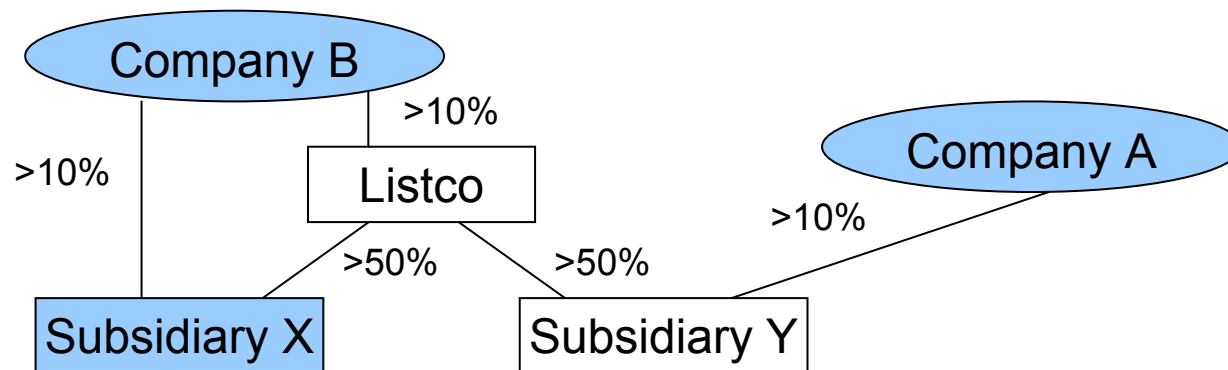 Company B
>10%
>10%
Company A
Listco
>10%
>50%
>50%
Subsidiary X
Subsidiary Y